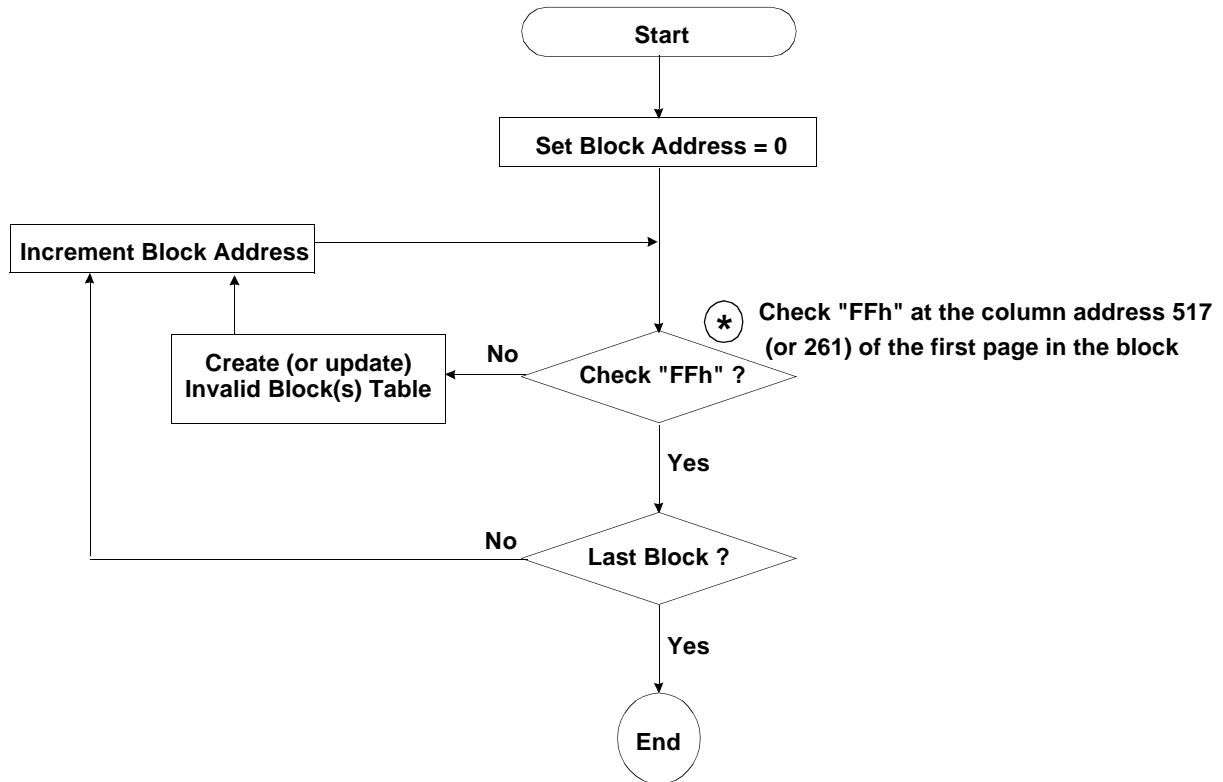 Start
Set Block Address = 0
Increment Block Address
* Check "FFh" at the column address 517
(or 261) of the first page in the block
Create (or update)
Invalid Block(s) Table
No
Check "FFh" ?
Yes
No
Last Block ?
Yes
End